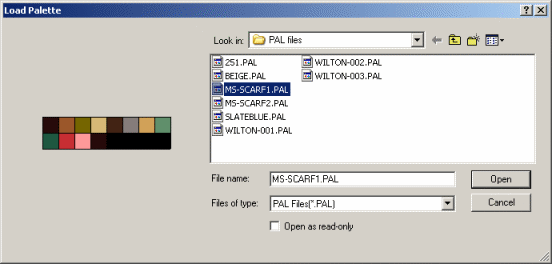 Load Palette
Look in: PAL files
251.PAL WILTON-002.PAL
BEIGE.PAL WILTON-003.PAL
MS-SCARF1.PAL
MS-SCARF2.PAL
SLATEBLUE.PAL
WILTON-001.PAL
File name: MS-SCARF1.PAL Open
Files of type: PAL Files(*.PAL) Cancel
Open as read-only